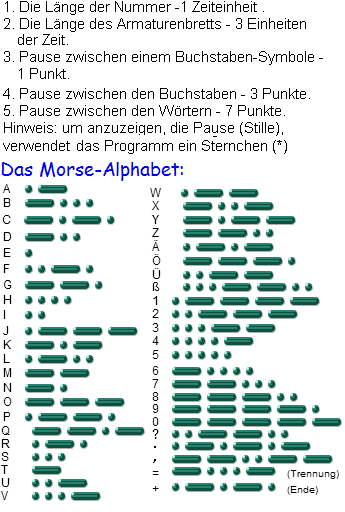 1. Die Länge der Nummer -1 Zeiteinheit .
2. Die Länge des Armaturenbretts - 3 Einheiten
der Zeit.
3. Pause zwischen einem Buchstaben-Symbole -
1 Punkt.
4. Pause zwischen den Buchstaben - 3 Punkte.
5. Pause zwischen den Wörtern - 7 Punkte.
Hinweis: um anzuzeigen, die Pause (Stille),
verwendet das Programm ein Sternchen (*)
Das Morse-Alphabet:
A
B
C
D
E
F
G
H
I
J
K
L
M
N
O
P
Q
R
S
T
U
V
W
X
Y
Z
Ä
Ö
Ü
ß
1
2
3
4
5
6
7
8
9
0
?
.
,
= (Trennung)
+ (Ende)